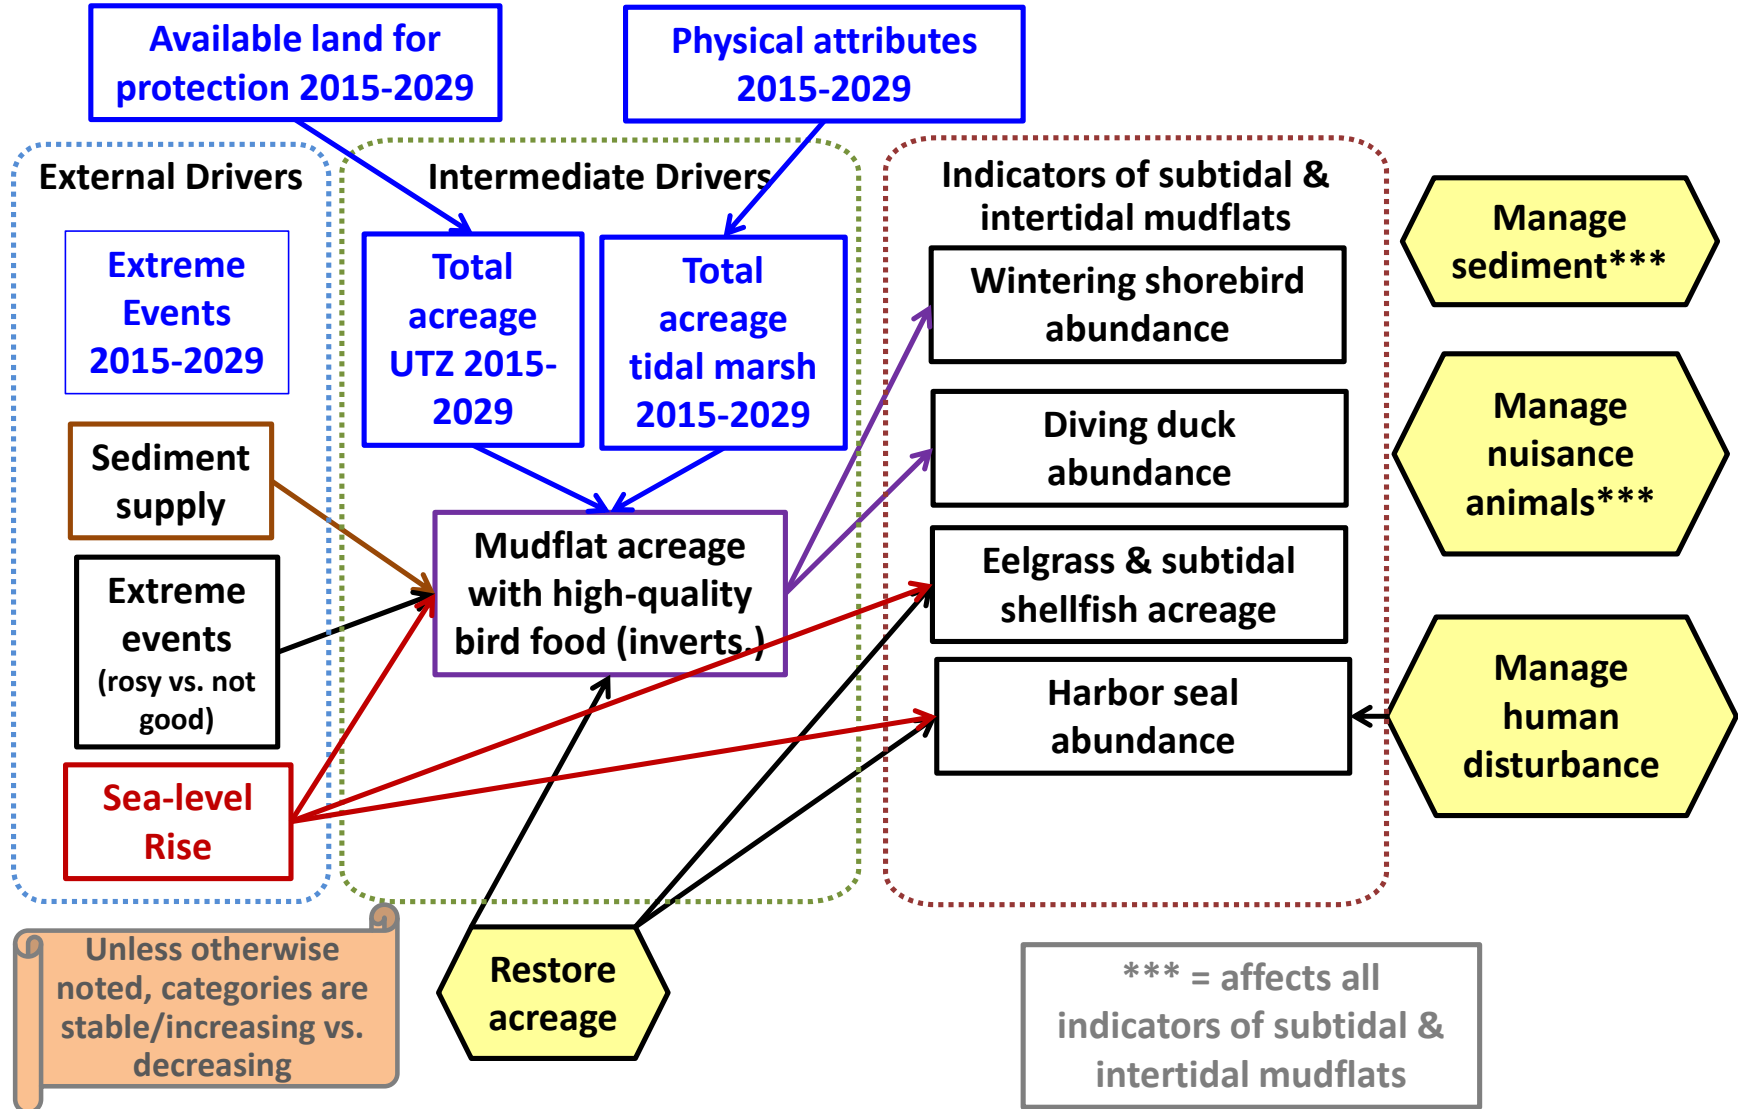 Available land for
protection 2015-2029
Physical attributes
2015-2029
External Drivers
Extreme
Events
2015-2029
Sediment
supply
Extreme
events
(rosy vs. not
good)
Sea-level
Rise
Intermediate Drivers
Total
acreage
UTZ 2015-
2029
Total
acreage
tidal marsh
2015-2029
Mudflat acreage
with high-quality
bird food (inverts.)
Indicators of subtidal &
intertidal mudflats
Wintering shorebird
abundance
Diving duck
abundance
Eelgrass & subtidal
shellfish acreage
Harbor seal
abundance
Manage
sediment***
Manage
nuisance
animals***
Manage
human
disturbance
Unless otherwise
noted, categories are
stable/increasing vs.
decreasing
Restore
acreage
*** = affects all
indicators of subtidal &
intertidal mudflats